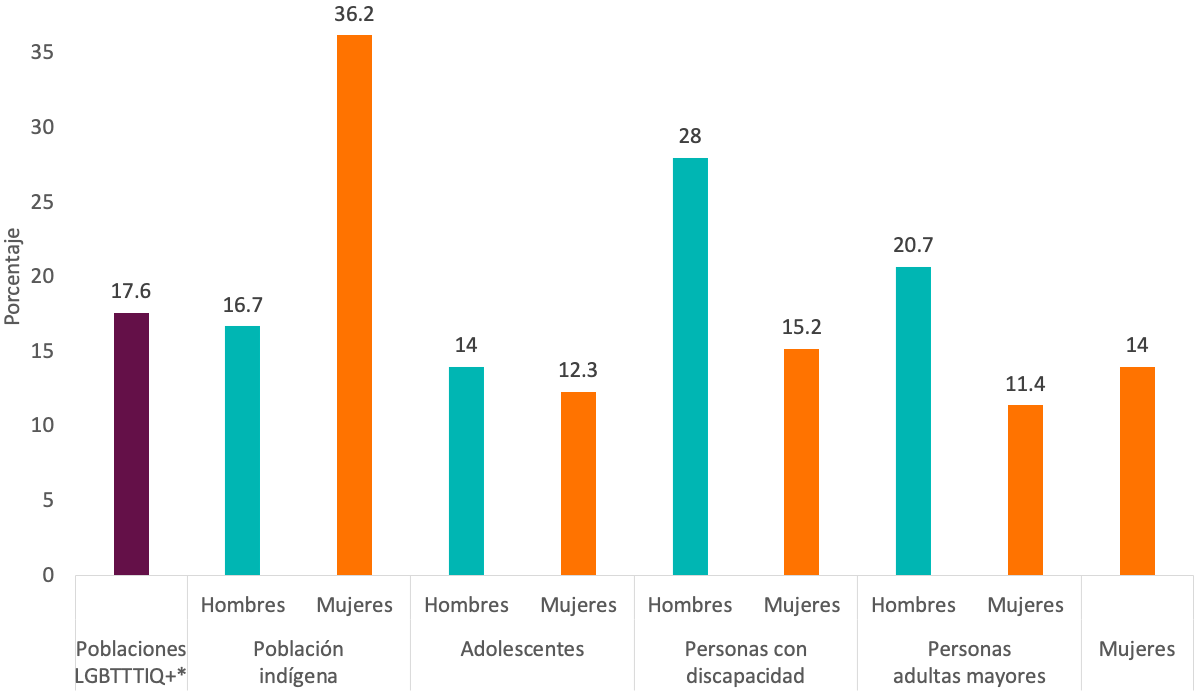 Porcentaje
35
30
25
20
15
10
5
0
17.6
16.7
36.2
14
12.3
28
15.2
20.7
11.4
14
Hombres Mujeres Hombres Mujeres Hombres Mujeres Hombres Mujeres
Poblaciones LGBTTTIQ+*
Población indígena
Adolescentes
Personas con discapacidad
Personas adultas mayores
Mujeres